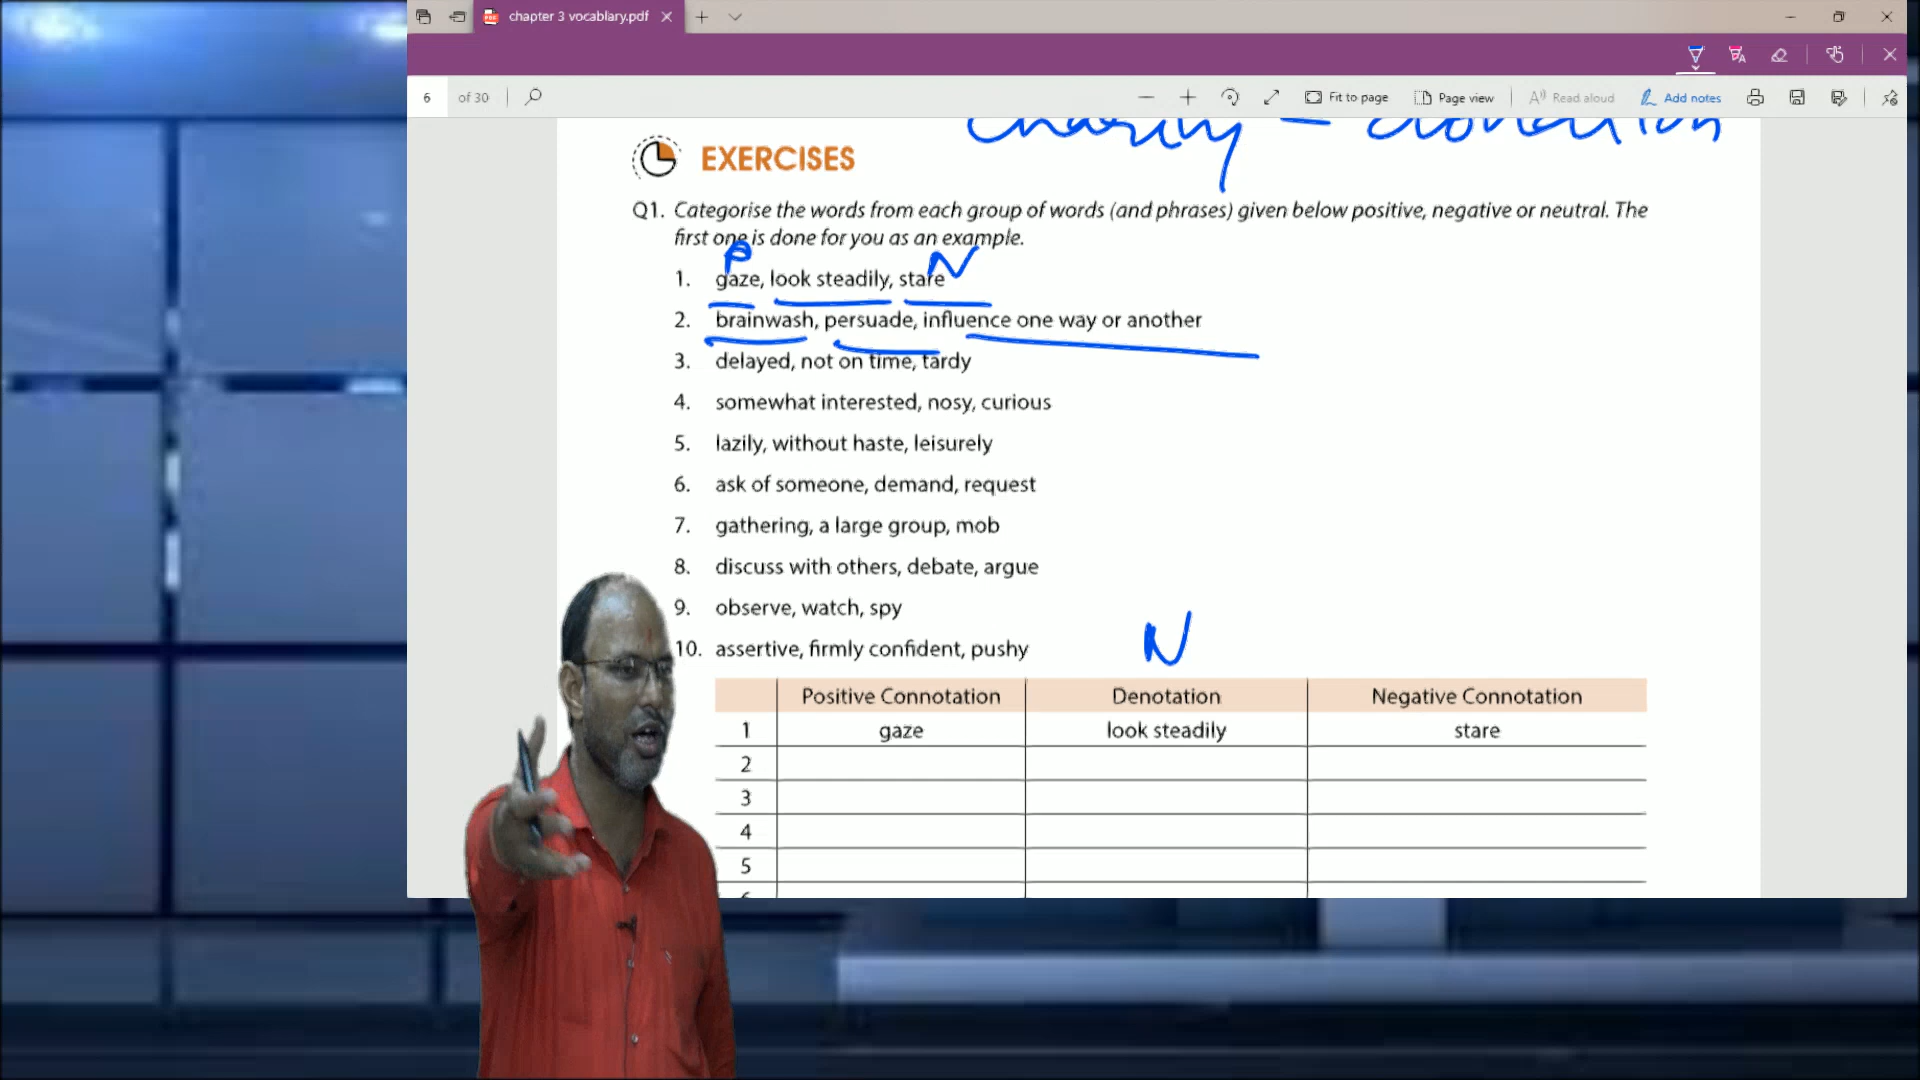 chapter 3 vocablary.pdf
6 of 30
Fit to page
Page view
Read aloud
Add notes
charity - donation
EXERCISES
Q1. Categorise the words from each group of words (and phrases) given below positive, negative or neutral. The
first one is done for you as an example.
P N
1. gaze, look steadily, stare
2. brainwash, persuade, influence one way or another
3. delayed, not on time, tardy
4. somewhat interested, nosy, curious
5. lazily, without haste, leisurely
6. ask of someone, demand, request
7. gathering, a large group, mob
8. discuss with others, debate, argue
9. observe, watch, spy
10. assertive, firmly confident, pushy
N
Positive Connotation Denotation Negative Connotation
1 gaze look steadily stare
2
3
4
5